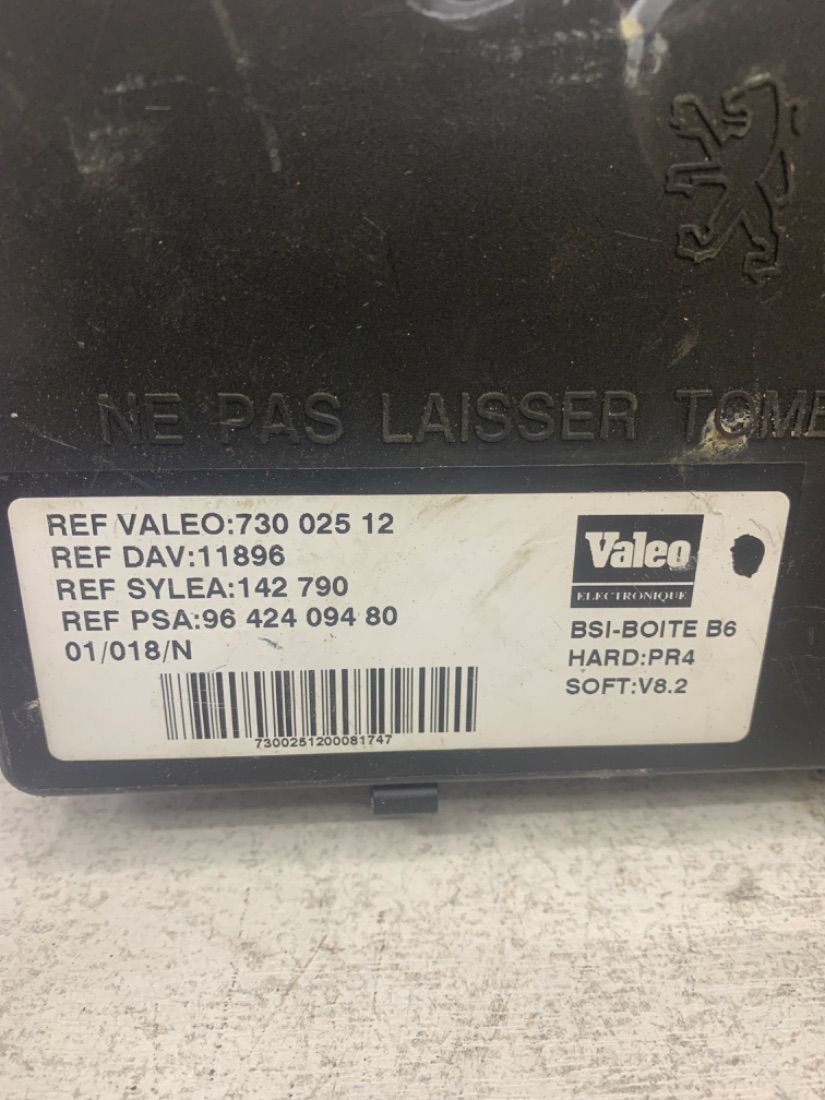 NE PAS LAISSER TOMB
REF VALEO:730 025 12
REF DAV:11896
REF SYLEA:142 790
REF PSA:96 424 094 80
01/018/N
7300251200081747
Valeo
ELECTRONIQUE
BSI-BOITE B6
HARD:PR4
SOFT:V8.2